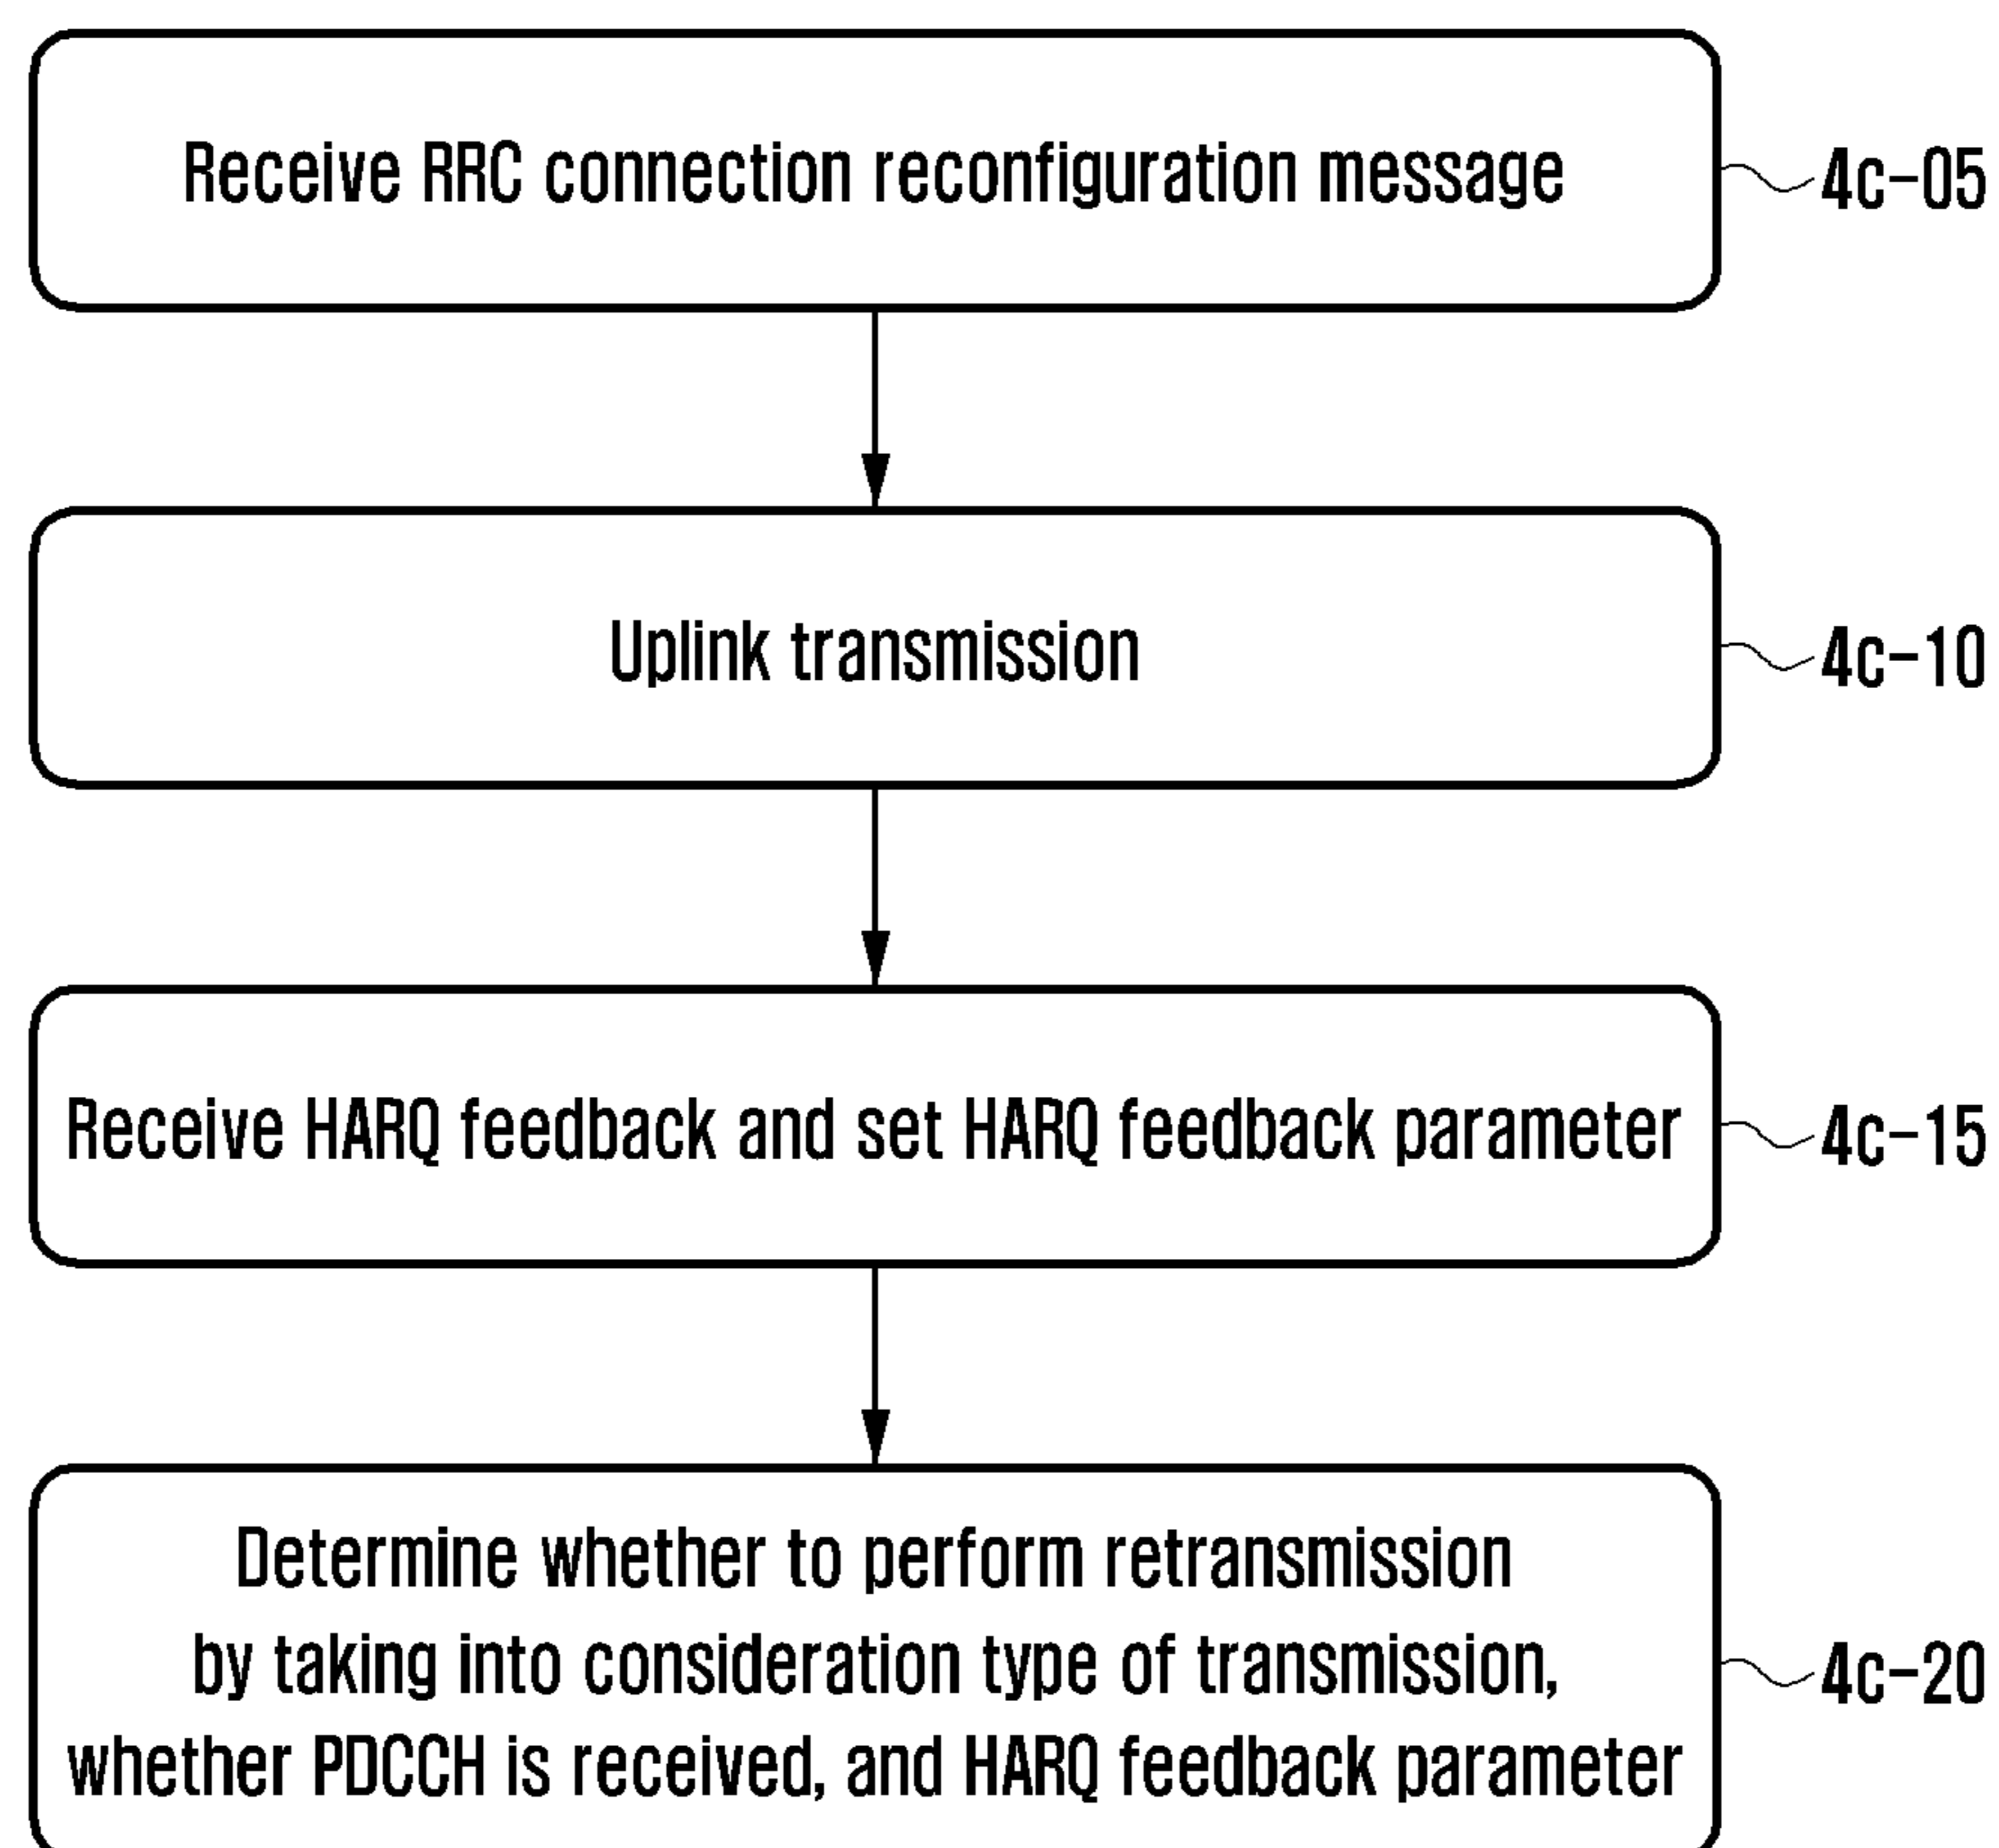 Receive RRC connection reconfiguration message
4c-05
Uplink transmission
4c-10
Receive HARQ feedback and set HARQ feedback parameter
4c-15
Determine whether to perform retransmission
by taking into consideration type of transmission,
whether PDCCH is received, and HARQ feedback parameter
4c-20